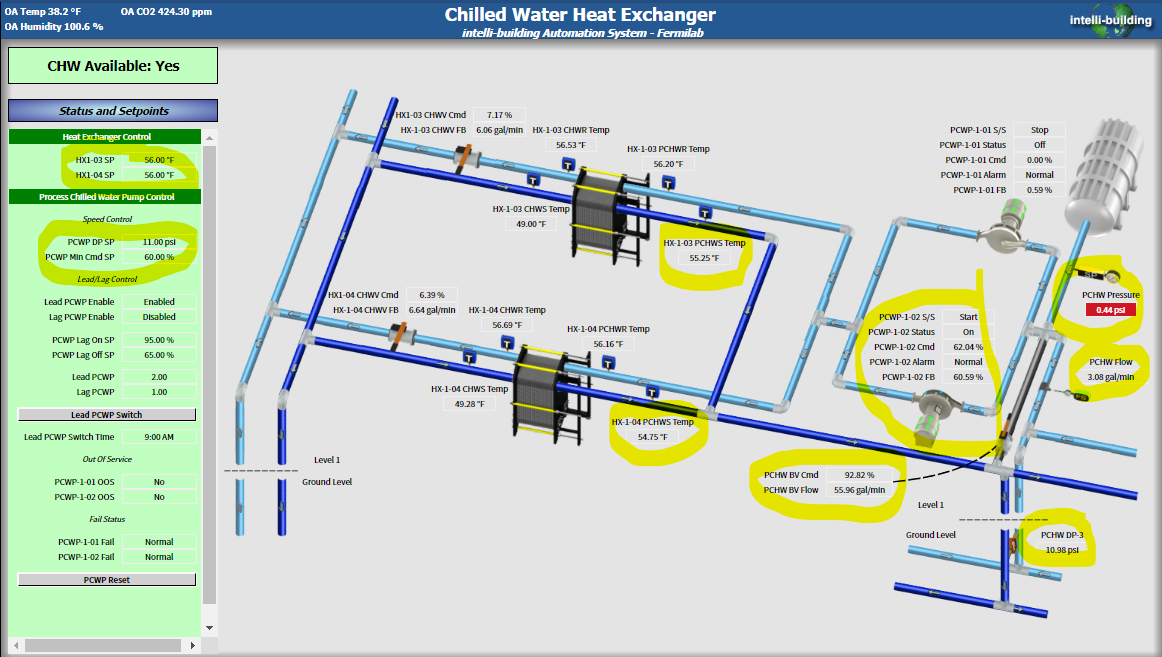 OA Temp 38.2 °F
OA CO2 424.30 ppm
OA Humidity 100.6 %
Chilled Water Heat Exchanger
intelli-building Automation System - Fermilab
intelli-building
CHW Available: Yes
Status and Setpoints
Heat Exchanger Control
HX1-03 SP 56.00 °F
HX1-04 SP 56.00 °F
Process Chilled Water Pump Control
Speed Control
PCWP DP SP 11.00 psi
PCWP Min Cmd SP 60.00 %
Lead/Lag Control
Lead PCWP Enable Enabled
Lag PCWP Enable Disabled
PCWP Lag On SP 95.00 %
PCWP Lag Off SP 65.00 %
Lead PCWP 2.00
Lag PCWP 1.00
Lead PCWP Switch
Lead PCWP Switch Time 9:00 AM
Out Of Service
PCWP-1-01 OOS No
PCWP-1-02 OOS No
Fail Status
PCWP-1-01 Fail Normal
PCWP-1-02 Fail Normal
PCWP Reset
HX1-03 CHWV Cmd 7.17 %
HX1-03 CHWV FB 6.06 gal/min
HX-1-03 CHWR Temp
56.53 °F
HX-1-03 PCHWR Temp
56.20 °F
HX-1-03 CHWS Temp
49.00 °F
HX-1-03 PCHWS Temp
55.25 °F
HX1-04 CHWV Cmd 6.39 %
HX1-04 CHWV FB 6.64 gal/min
HX-1-04 CHWR Temp
56.69 °F
HX-1-04 PCHWR Temp
56.16 °F
HX-1-04 CHWS Temp
49.28 °F
HX-1-04 PCHWS Temp
54.75 °F
PCWP-1-01 S/S Stop
PCWP-1-01 Status Off
PCWP-1-01 Cmd 0.00 %
PCWP-1-01 Alarm Normal
PCWP-1-01 FB 0.59 %
PCWP-1-02 S/S Start
PCWP-1-02 Status On
PCWP-1-02 Cmd 62.04 %
PCWP-1-02 Alarm Normal
PCWP-1-02 FB 60.59 %
SP
PCHW Pressure
0.44 psi
PCHW Flow
3.08 gal/min
PCHW BV Cmd 92.82 %
PCHW BV Flow 55.96 gal/min
PCHW DP-3
10.98 psi
Level 1
Ground Level
Level 1
Ground Level
T
T
T
T
T
T
T
T